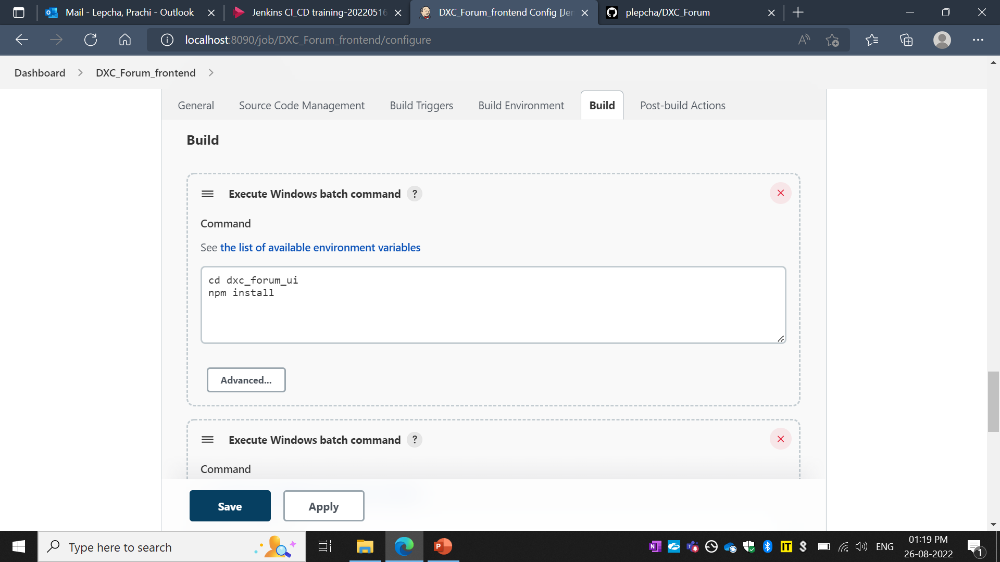 Mail - Lepcha, Prachi - Outlook
Jenkins CI_CD training-20220516
DXC_Forum_frontend Config [Jer
plepcha/DXC_Forum
localhost:8090/job/DXC_Forum_frontend/configure
Dashboard
DXC_Forum_frontend
General
Source Code Management
Build Triggers
Build Environment
Build
Post-build Actions
Build
Execute Windows batch command ?
Command
See the list of available environment variables
cd dxc_forum_ui
npm install
Advanced...
Execute Windows batch command ?
Command
Save
Apply
Type here to search
ENG
01:19 PM
26-08-2022
1